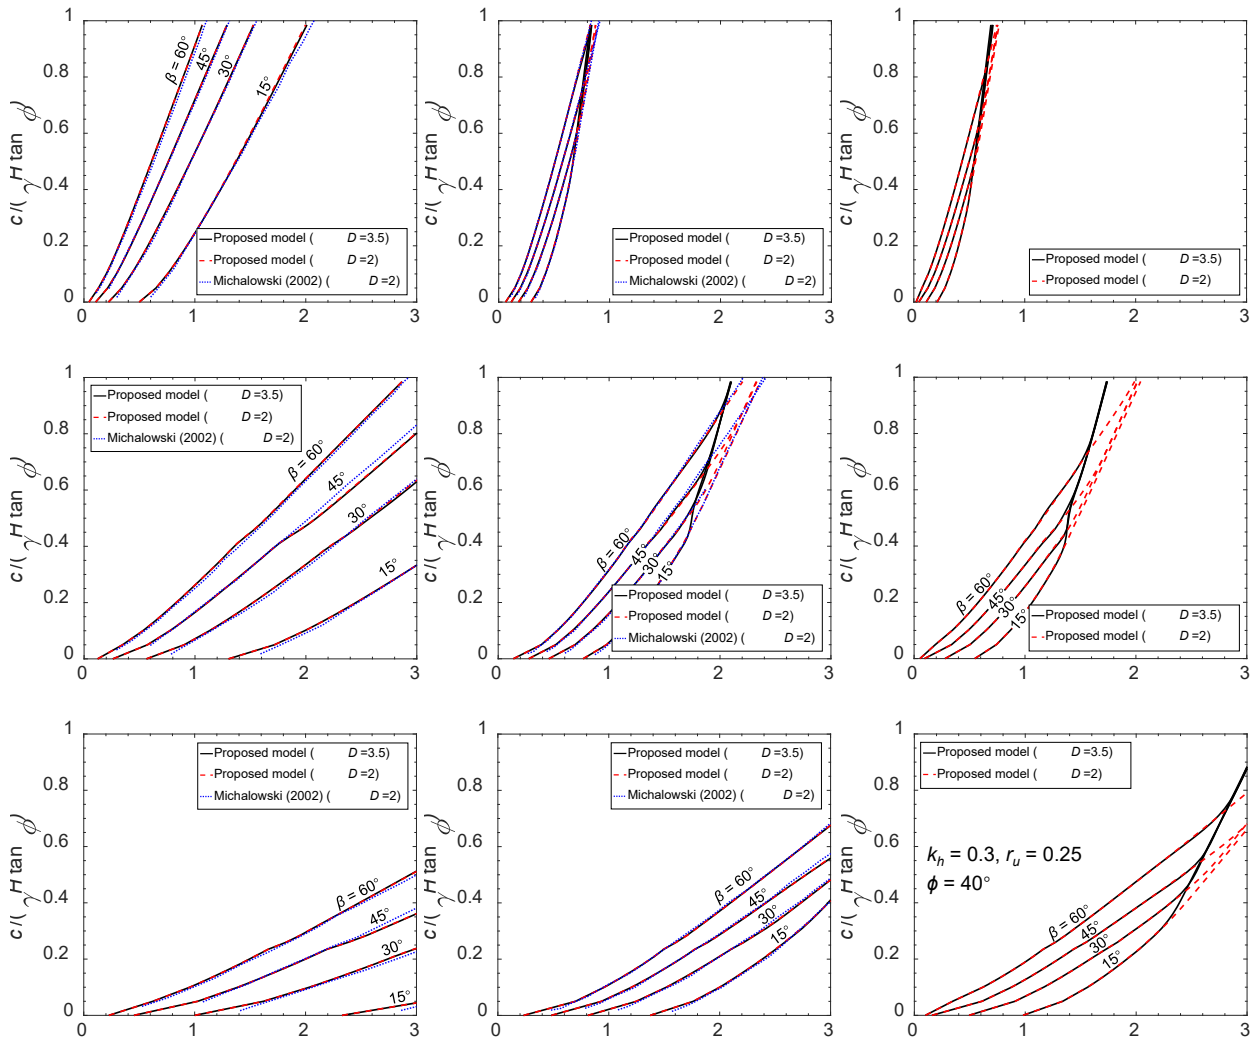 1
0.8
0.6
0.4
0.2
0
c/(γH tan ϕ)
β = 60°
45°
30°
15°
Proposed model (D=3.5)
Proposed model (D=2)
Michalowski (2002) (D=2)
0 1 2 3
1
0.8
0.6
0.4
0.2
0
c/(γH tan ϕ)
Proposed model (D=3.5)
Proposed model (D=2)
Michalowski (2002) (D=2)
0 1 2 3
1
0.8
0.6
0.4
0.2
0
c/(γH tan ϕ)
Proposed model (D=3.5)
Proposed model (D=2)
0 1 2 3
1
0.8
0.6
0.4
0.2
0
c/(γH tan ϕ)
Proposed model (D=3.5)
Proposed model (D=2)
Michalowski (2002) (D=2)
β = 60°
45°
30°
15°
0 1 2 3
1
0.8
0.6
0.4
0.2
0
c/(γH tan ϕ)
β = 60°
45°
30°
15°
Proposed model (D=3.5)
Proposed model (D=2)
Michalowski (2002) (D=2)
0 1 2 3
1
0.8
0.6
0.4
0.2
0
c/(γH tan ϕ)
β = 60°
45°
30°
15°
Proposed model (D=3.5)
Proposed model (D=2)
0 1 2 3
1
0.8
0.6
0.4
0.2
0
c/(γH tan ϕ)
Proposed model (D=3.5)
Proposed model (D=2)
Michalowski (2002) (D=2)
β = 60°
45°
30°
15°
0 1 2 3
1
0.8
0.6
0.4
0.2
0
c/(γH tan ϕ)
Proposed model (D=3.5)
Proposed model (D=2)
Michalowski (2002) (D=2)
β = 60°
45°
30°
15°
0 1 2 3
1
0.8
0.6
0.4
0.2
0
c/(γH tan ϕ)
Proposed model (D=3.5)
Proposed model (D=2)
k_h = 0.3, r_u = 0.25
ϕ = 40°
β = 60°
45°
30°
15°
0 1 2 3